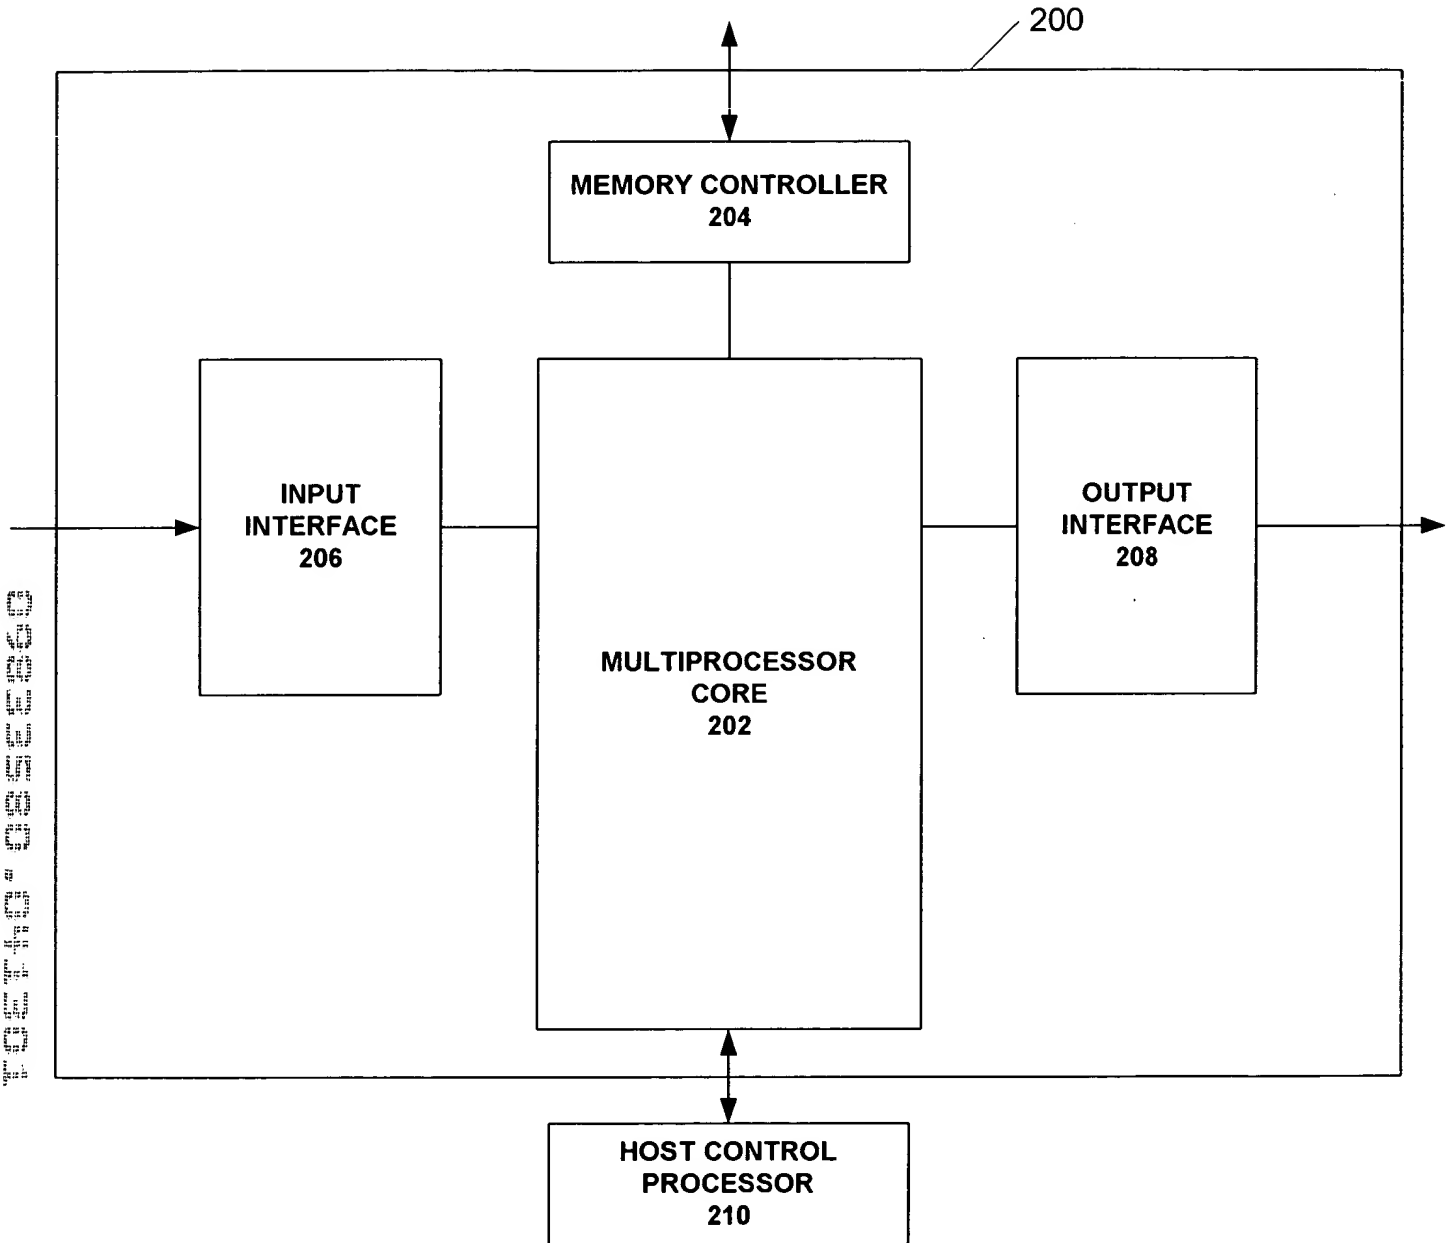 200
MEMORY CONTROLLER
204
INPUT
INTERFACE
206
OUTPUT
INTERFACE
208
MULTIPROCESSOR
CORE
202
HOST CONTROL
PROCESSOR
210